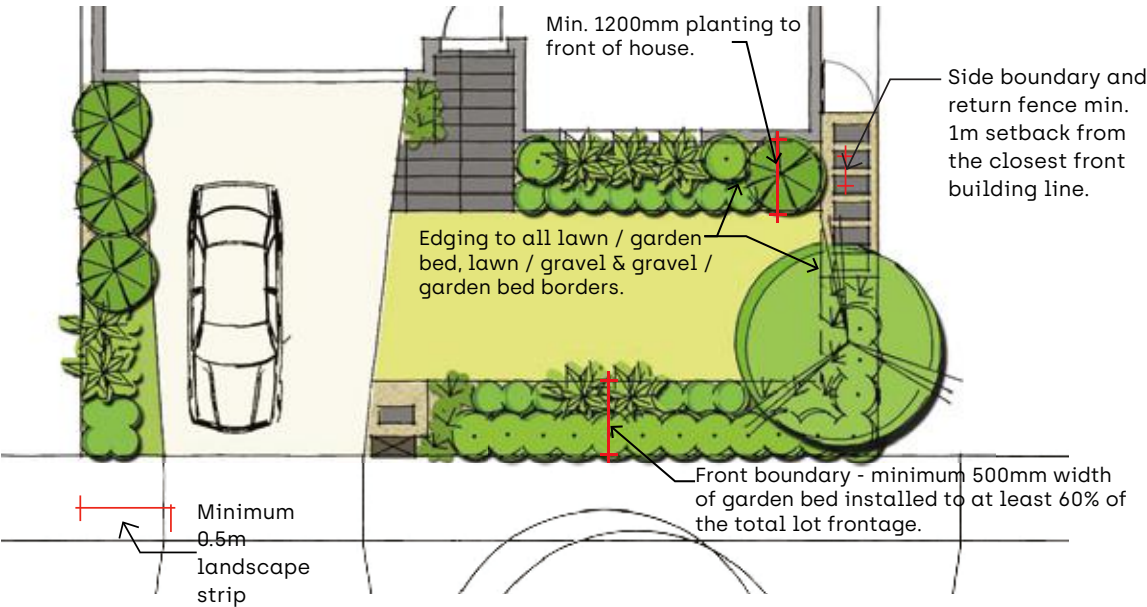 Min. 1200mm planting to
front of house.
Side boundary and
return fence min.
1m setback from
the closest front
building line.
Edging to all lawn / garden
bed, lawn / gravel & gravel /
garden bed borders.
Front boundary - minimum 500mm width
of garden bed installed to at least 60% of
the total lot frontage.
Minimum
0.5m
landscape
strip